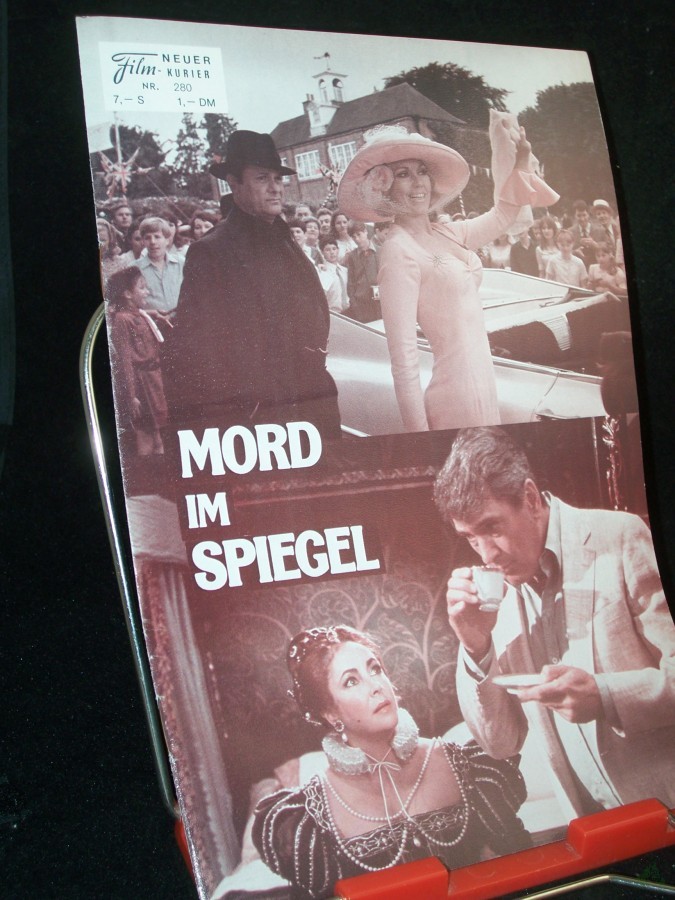 NEUER
Film-KURIER
NR. 280
7,– S 1,– DM
MORD
IM
SPIEGEL